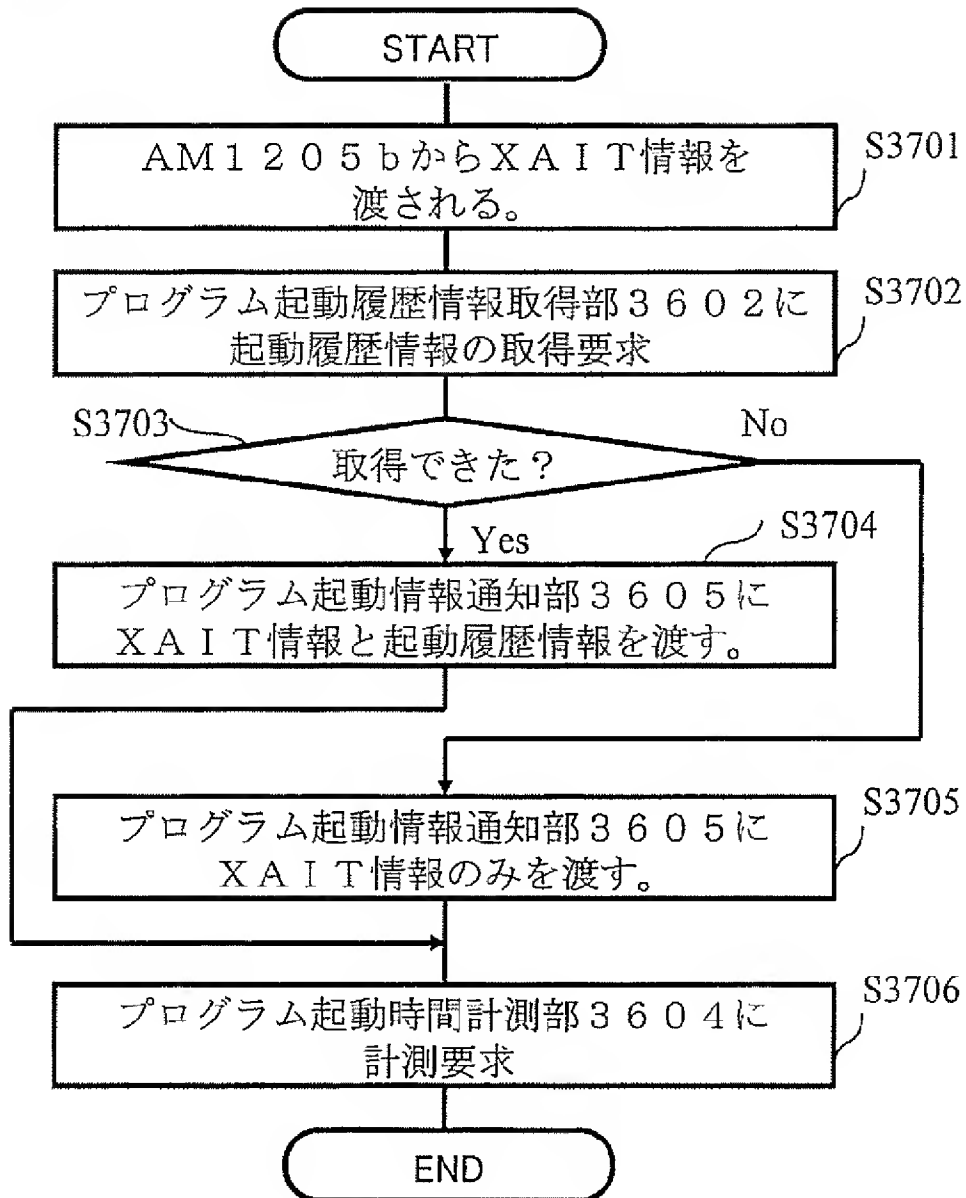 START
AM1205bからXAIT情報を
渡される。
S3701
プログラム起動履歴情報取得部3602に
起動履歴情報の取得要求
S3702
S3703
取得できた?
No
Yes
S3704
プログラム起動情報通知部3605に
XAIT情報と起動履歴情報を渡す。
プログラム起動情報通知部3605に
XAIT情報のみを渡す。
S3705
プログラム起動時間計測部3604に
計測要求
S3706
END